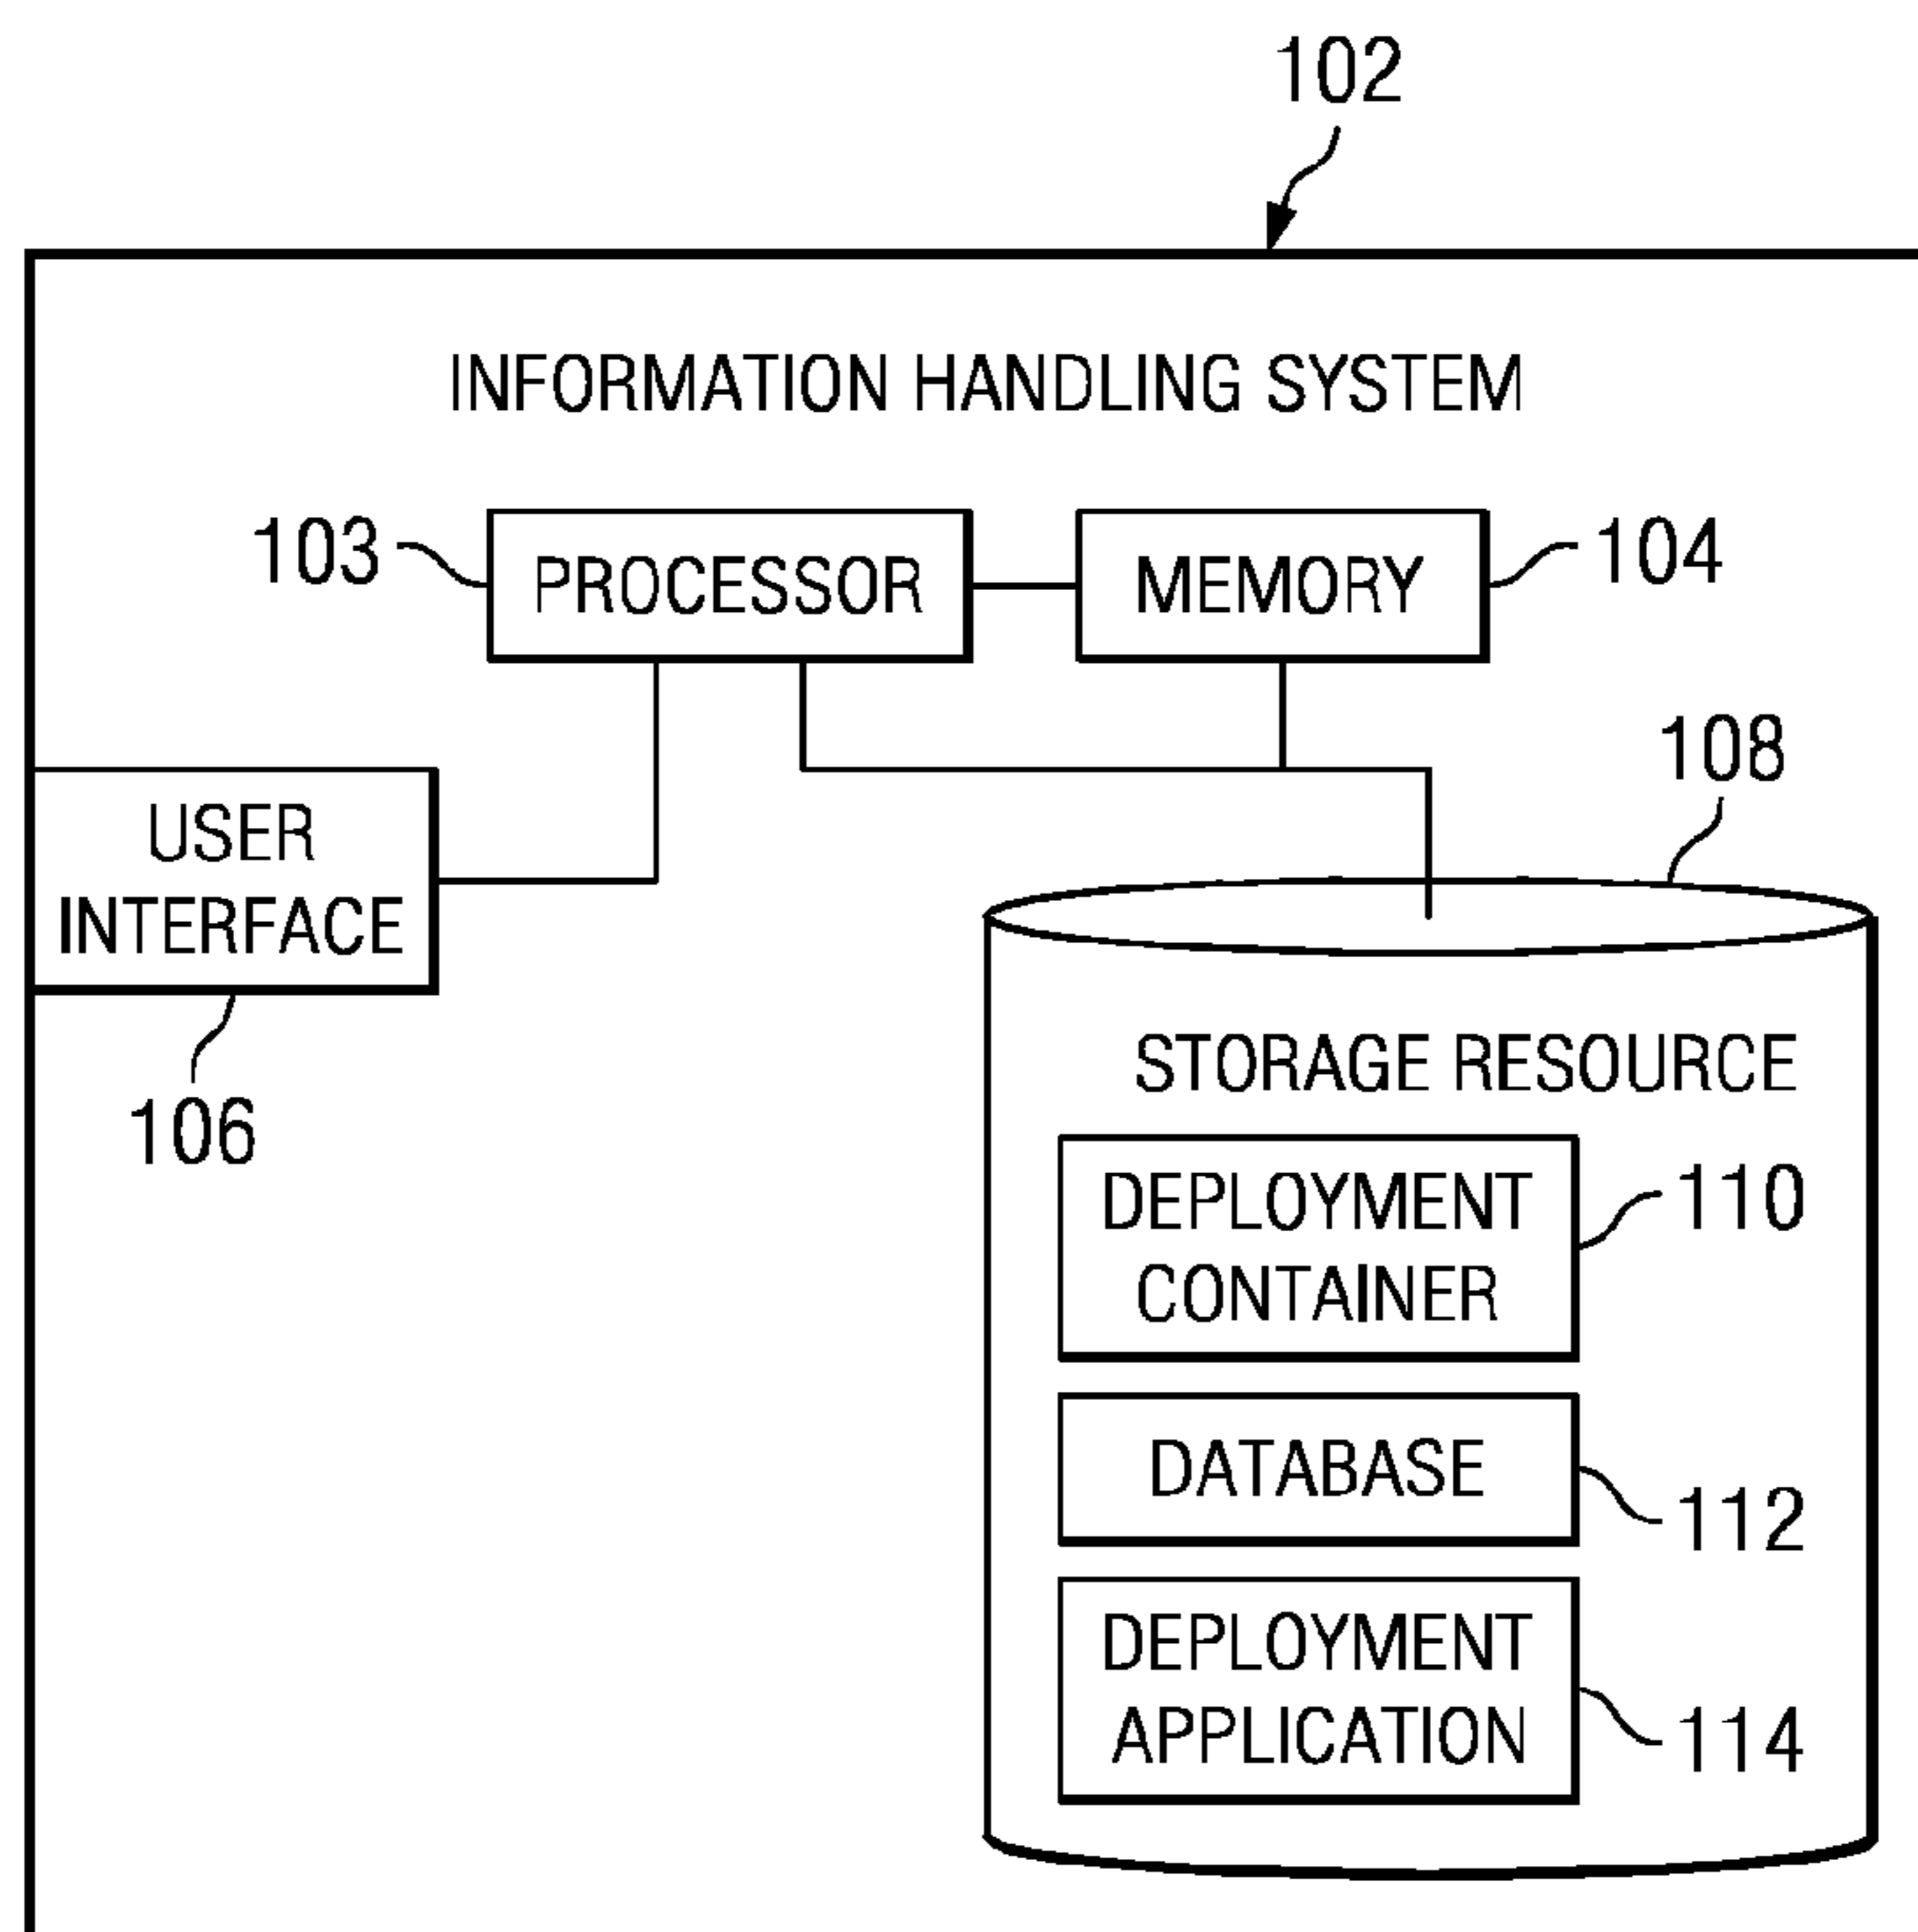 102
INFORMATION HANDLING SYSTEM
103
PROCESSOR
MEMORY
104
108
USER
INTERFACE
106
STORAGE RESOURCE
DEPLOYMENT
CONTAINER
110
DATABASE
112
DEPLOYMENT
APPLICATION
114